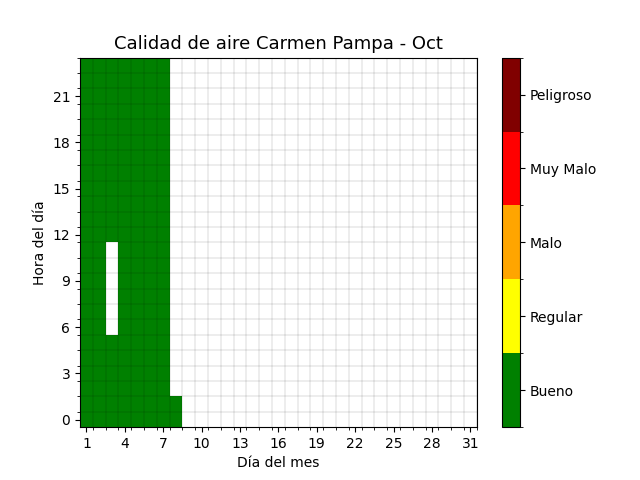 Calidad de aire Carmen Pampa - Oct
21
18
15
12
9
6
3
0
Hora del día
1 4 7 10 13 16 19 22 25 28 31
Día del mes
Peligroso
Muy Malo
Malo
Regular
Bueno